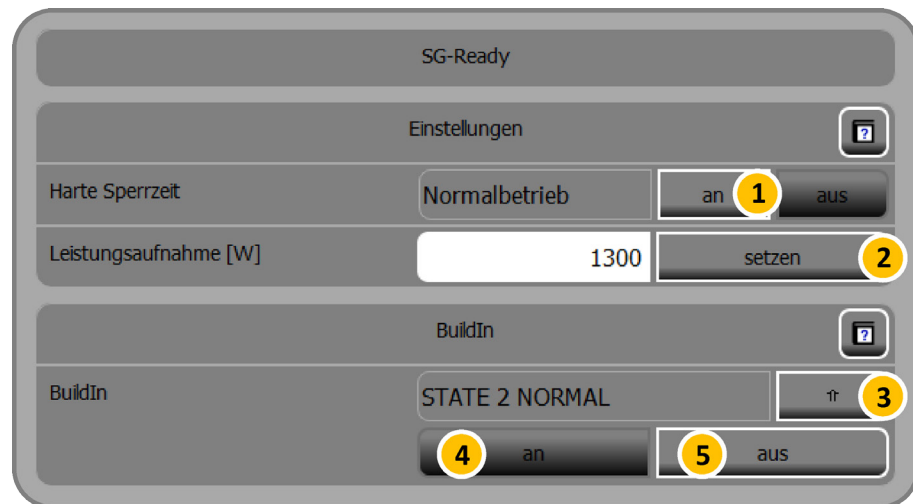 SG-Ready
Einstellungen ?
Harte Sperrzeit Normalbetrieb an 1 aus
Leistungsaufnahme [W] 1300 setzen 2
BuildIn ?
BuildIn STATE 2 NORMAL ⇑ 3
4 an 5 aus